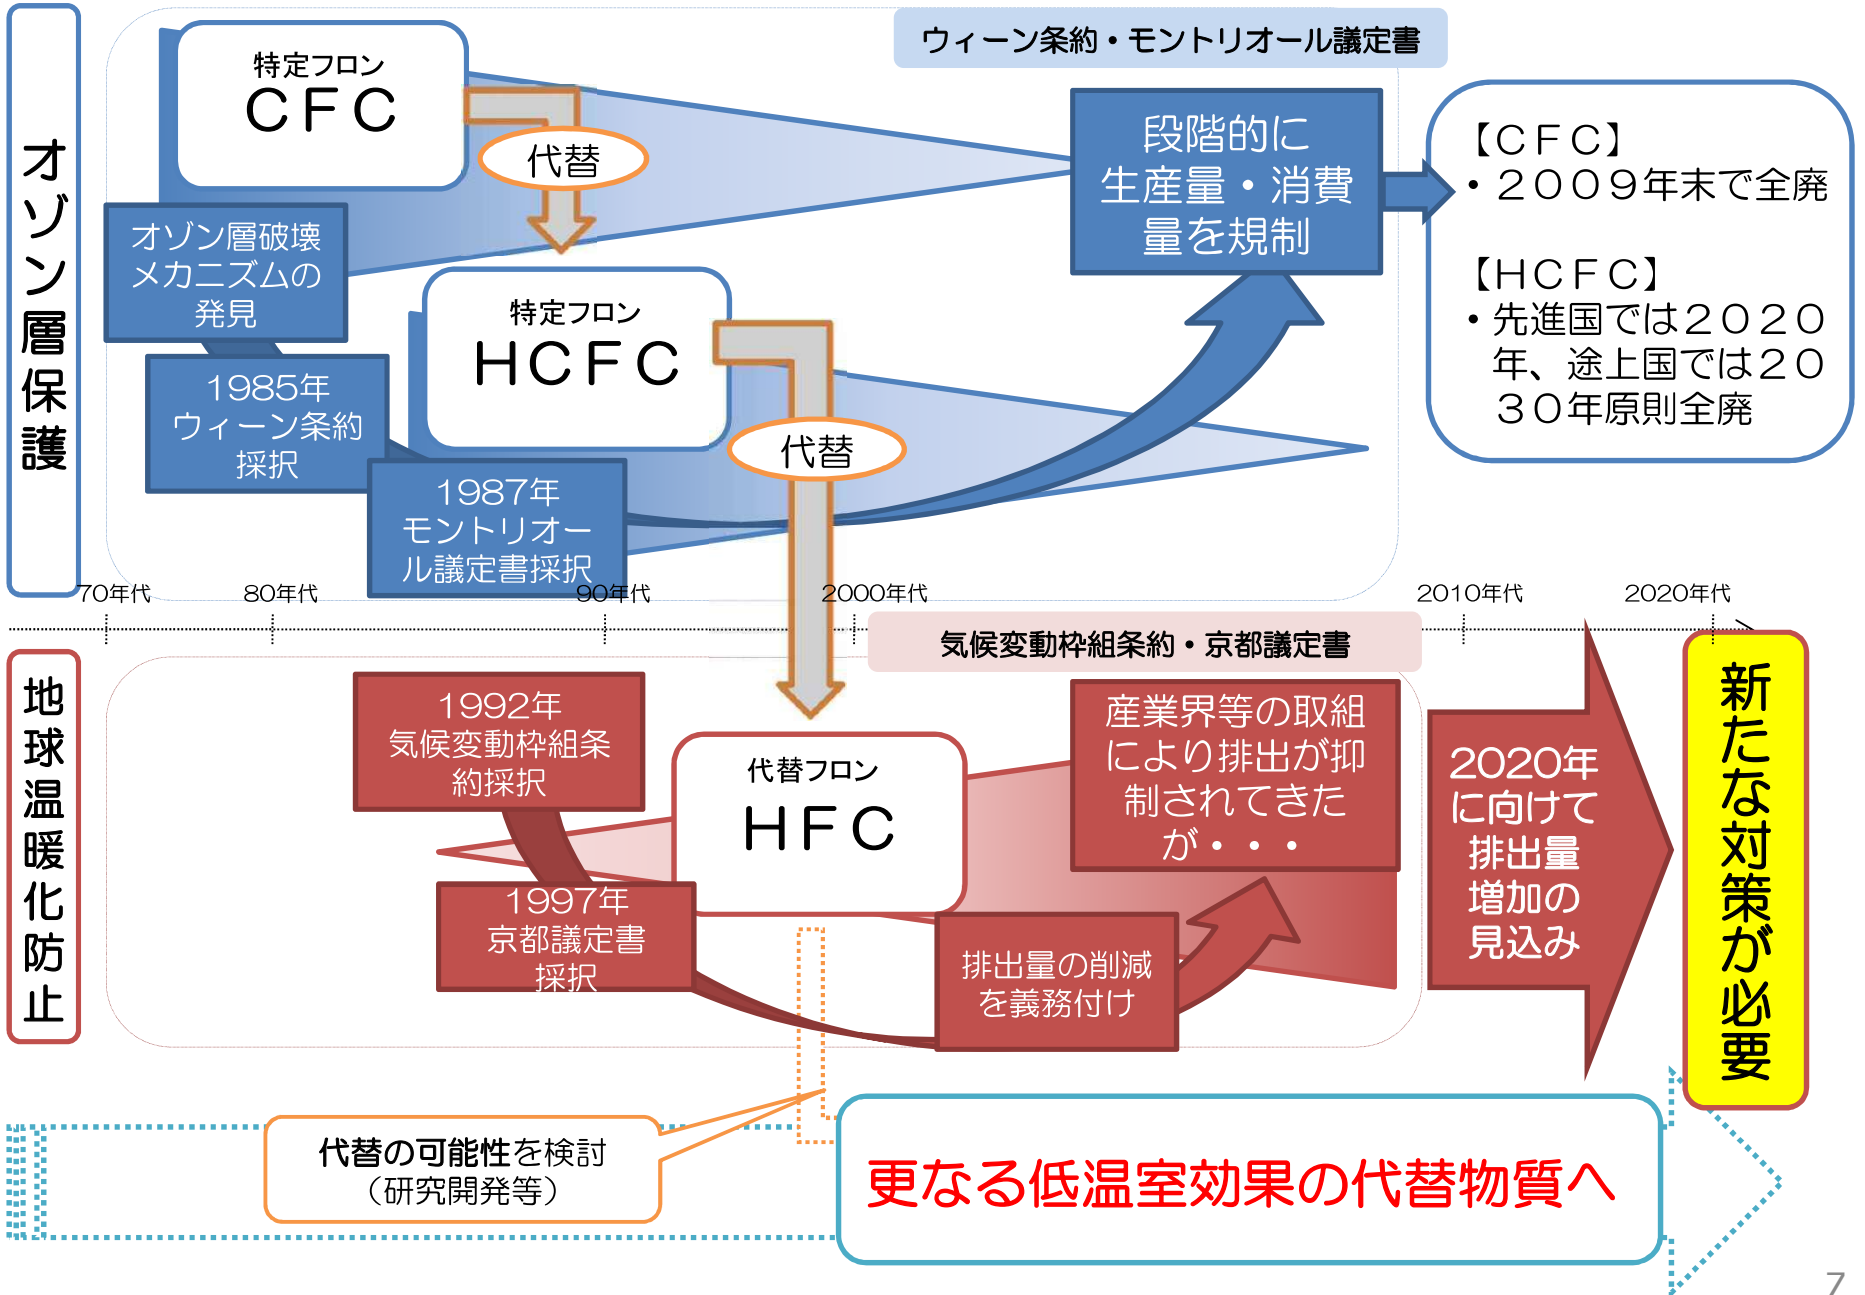 オゾン層保護
ウィーン条約・モントリオール議定書
特定フロン
ＣＦＣ
代替
オゾン層破壊
メカニズムの
発見
1985年
ウィーン条約
採択
1987年
モントリオー
ル議定書採択
特定フロン
ＨＣＦＣ
代替
段階的に
生産量・消費
量を規制
【ＣＦＣ】
・２００９年末で全廃
【ＨＣＦＣ】
・先進国では２０２０
年、途上国では２０
３０年原則全廃
70年代
80年代
90年代
2000年代
2010年代
2020年代
地球温暖化防止
気候変動枠組条約・京都議定書
1992年
気候変動枠組条
約採択
1997年
京都議定書
採択
代替フロン
ＨＦＣ
排出量の削減
を義務付け
産業界等の取組
により排出が抑
制されてきた
が・・・
2020年
に向けて
排出量
増加の
見込み
新たな対策が必要
代替の可能性を検討
（研究開発等）
更なる低温室効果の代替物質へ
7